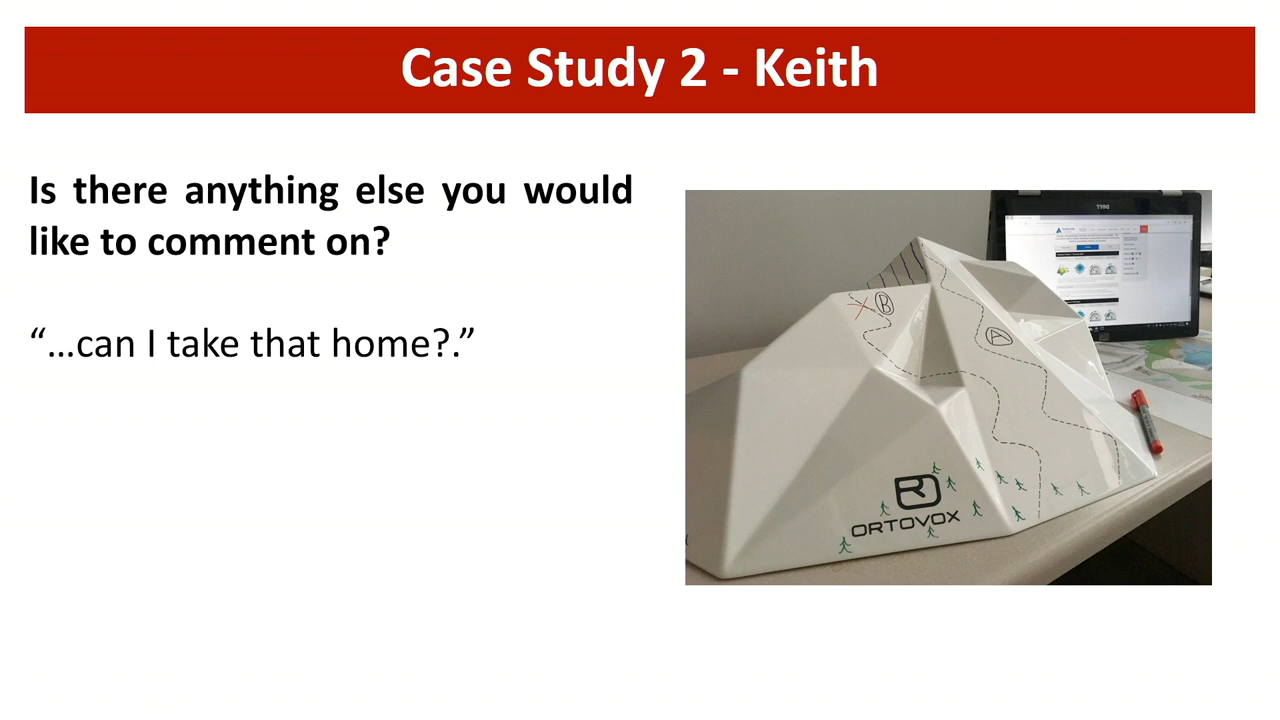 Case Study 2 - Keith
Is there anything else you would
like to comment on?
“...can I take that home?.”
B
A
DELL
ORTOVOX